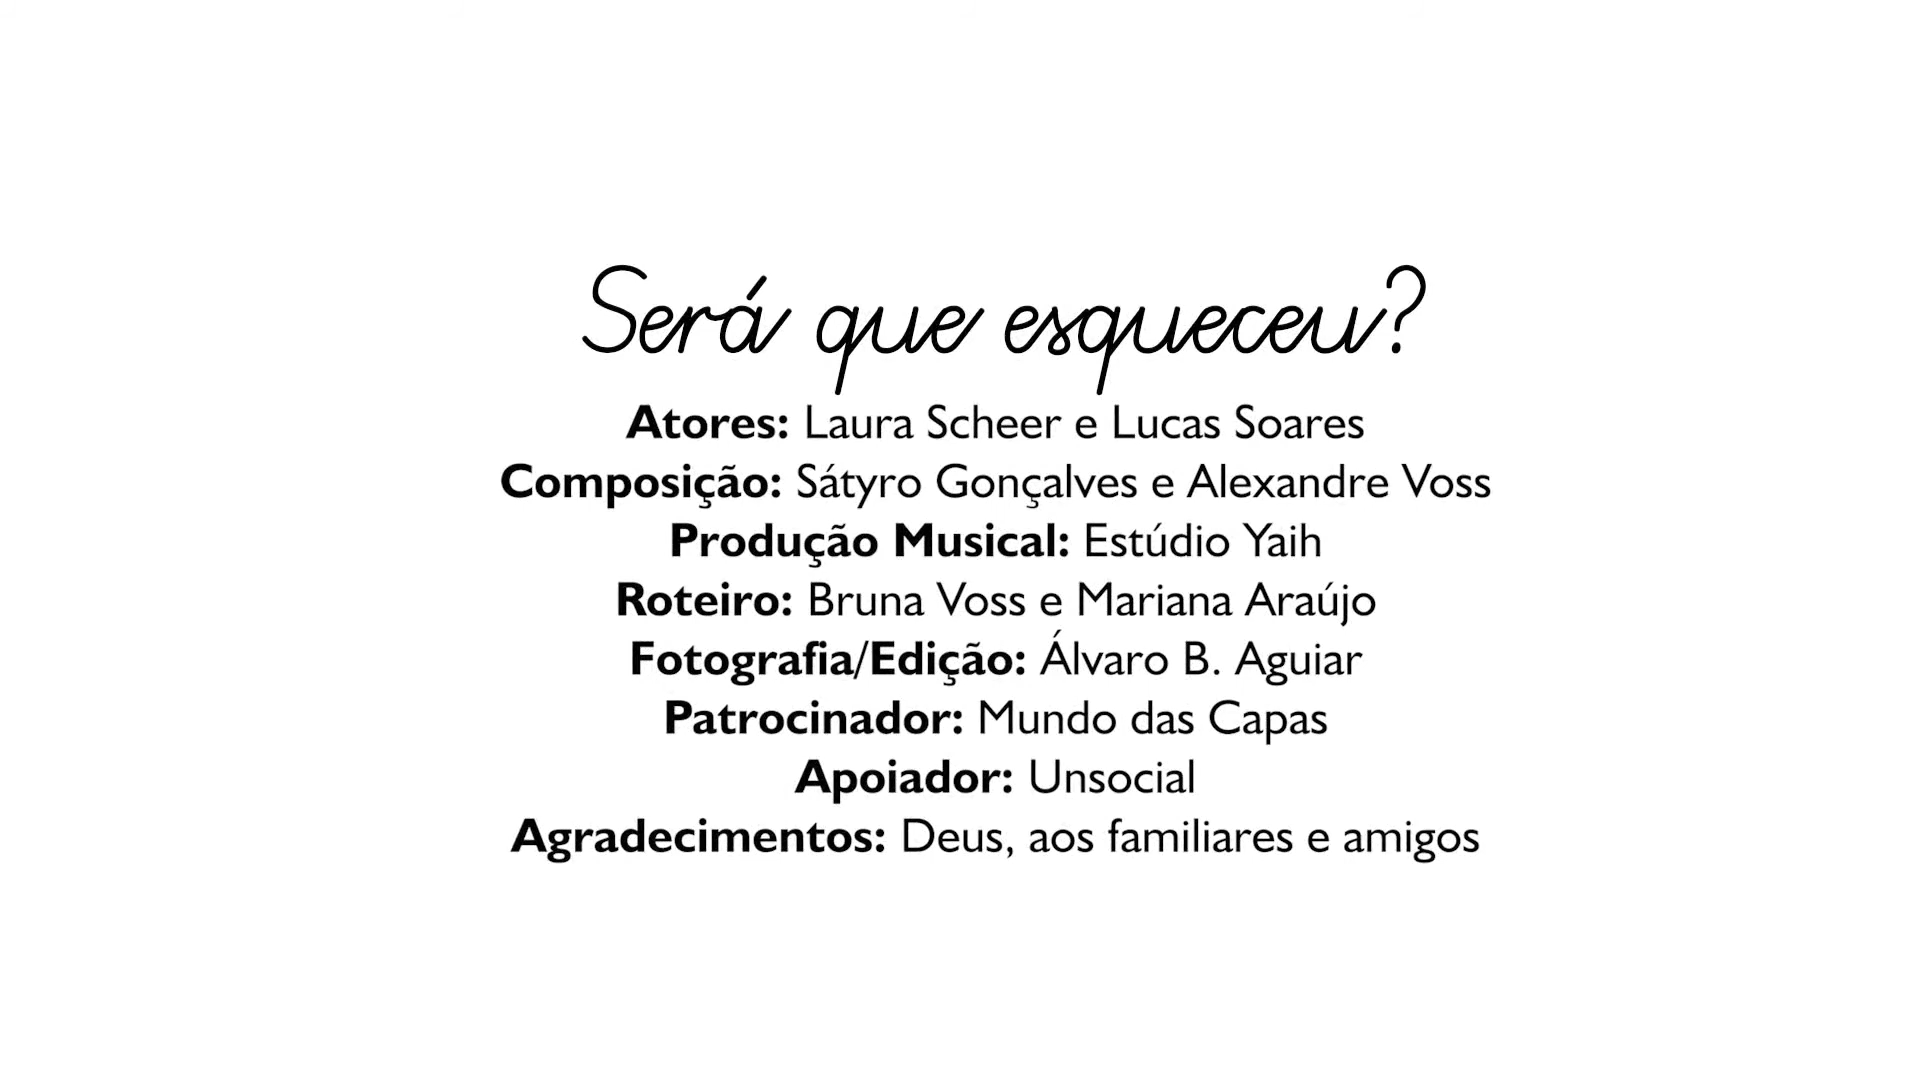 Será que esqueceu?
Atores: Laura Scheer e Lucas Soares
Composição: Sátyro Gonçalves e Alexandre Voss
Produção Musical: Estúdio Yaih
Roteiro: Bruna Voss e Mariana Araújo
Fotografia/Edição: Álvaro B. Aguiar
Patrocinador: Mundo das Capas
Apoiador: Unsocial
Agradecimentos: Deus, aos familiares e amigos